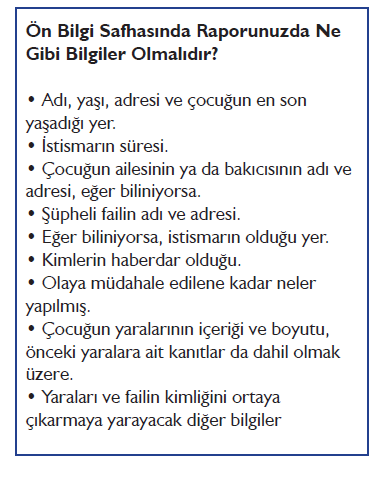 Ön Bilgi Safhasında Raporunuzda Ne
Gibi Bilgiler Olmalıdır?
• Adı, yaşı, adresi ve çocuğun en son
yaşadığı yer.
• İstismarın süresi.
• Çocuğun ailesinin ya da bakıcısının adı ve
adresi, eğer biliniyorsa.
• Şüpheli failin adı ve adresi.
• Eğer biliniyorsa, istismarın olduğu yer.
• Kimlerin haberdar olduğu.
• Olaya müdahale edilene kadar neler
yapılmış.
• Çocuğun yaralarının içeriği ve boyutu,
önceki yaralara ait kanıtlar da dahil olmak
üzere.
• Yaraları ve failin kimliğini ortaya
çıkarmaya yarayacak diğer bilgiler